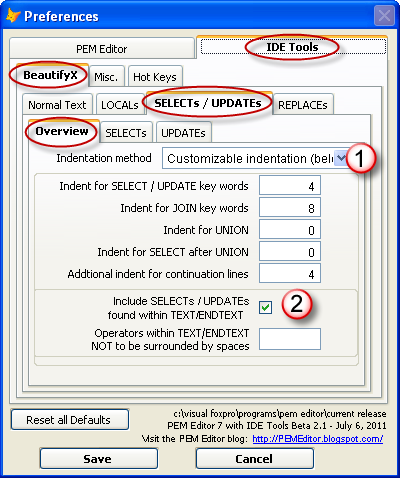 Preferences
PEM Editor
IDE Tools
BeautifyX
Misc.
Hot Keys
Normal Text
LOCALs
SELECTs / UPDATEs
REPLACEs
Overview
SELECTs
UPDATEs
Indentation method
Customizable indentation (belo
1
Indent for SELECT / UPDATE key words
4
Indent for JOIN key words
8
Indent for UNION
0
Indent for SELECT after UNION
0
Addtional indent for continuation lines
4
Include SELECTs / UPDATEs
found within TEXT/ENDTEXT
2
Operators within TEXT/ENDTEXT
NOT to be surrounded by spaces
Reset all Defaults
c:\visual foxpro\programs\pem editor\current release
PEM Editor 7 with IDE Tools Beta 2.1 - July 6, 2011
Visit the PEM Editor blog: http://PEMEditor.blogspot.com/
Save
Cancel